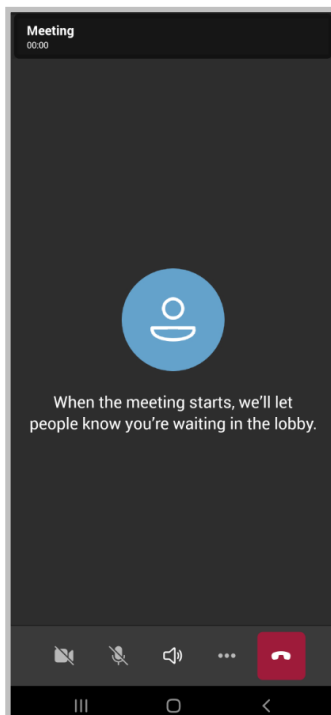 Meeting
00:00
When the meeting starts, we'll let
people know you're waiting in the lobby.